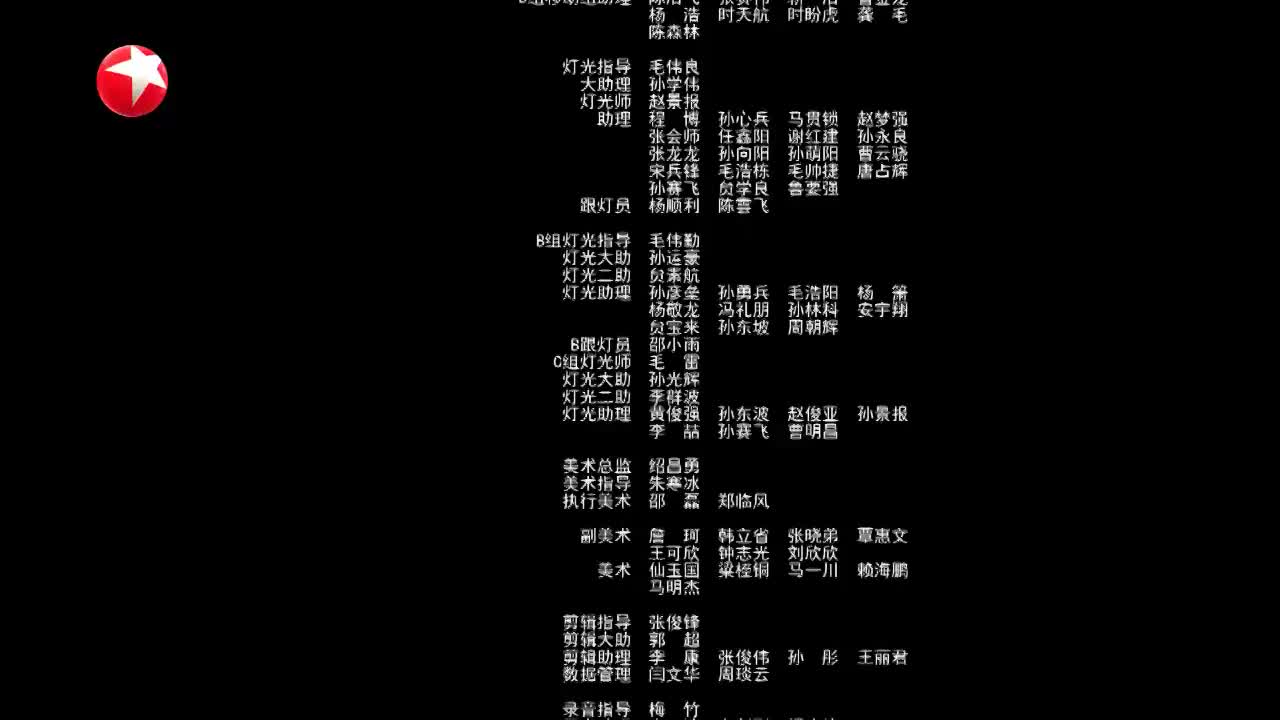 杨 浩 时天航 时盼虎 龚 毛
陈森林
灯光指导 毛伟良
大助理 孙学伟
灯光师 赵景报
助理 程 博 孙心兵 马贯锁 赵梦强
张会师 任鑫阳 谢红建 孙永良
张龙龙 孙向阳 孙萌阳 曹云骁
宋兵锋 毛浩栋 毛帅捷 唐占辉
孙赛飞 贠学良 鲁要强
跟灯员 杨顺利 陈雲飞
B组灯光指导 毛伟勤
灯光大助 孙运豪
灯光二助 贠素航
灯光助理 孙彦垒 孙勇兵 毛浩阳 杨 箫
杨敬龙 冯礼朋 孙林科 安宇翔
贠宝来 孙东坡 周朝辉
B跟灯员 邵小雨
C组灯光师 毛 雷
灯光大助 孙光辉
灯光二助 李群波
灯光助理 黄俊强 孙东波 赵俊亚 孙景报
李 喆 孙赛飞 曹明昌
美术总监 绍昌勇
美术指导 朱寒冰
执行美术 邵 磊 郑临风
副美术 詹 珂 韩立省 张晓弟 覃惠文
王可欣 钟志光 刘欣欣
美术 仙玉国 梁桎铜 马一川 赖海鹏
马明杰
剪辑指导 张俊锋
剪辑大助 郭 超
剪辑助理 李 康 张俊伟 孙 彤 王丽君
数据管理 闫文华 周琰云
录音指导 梅 竹